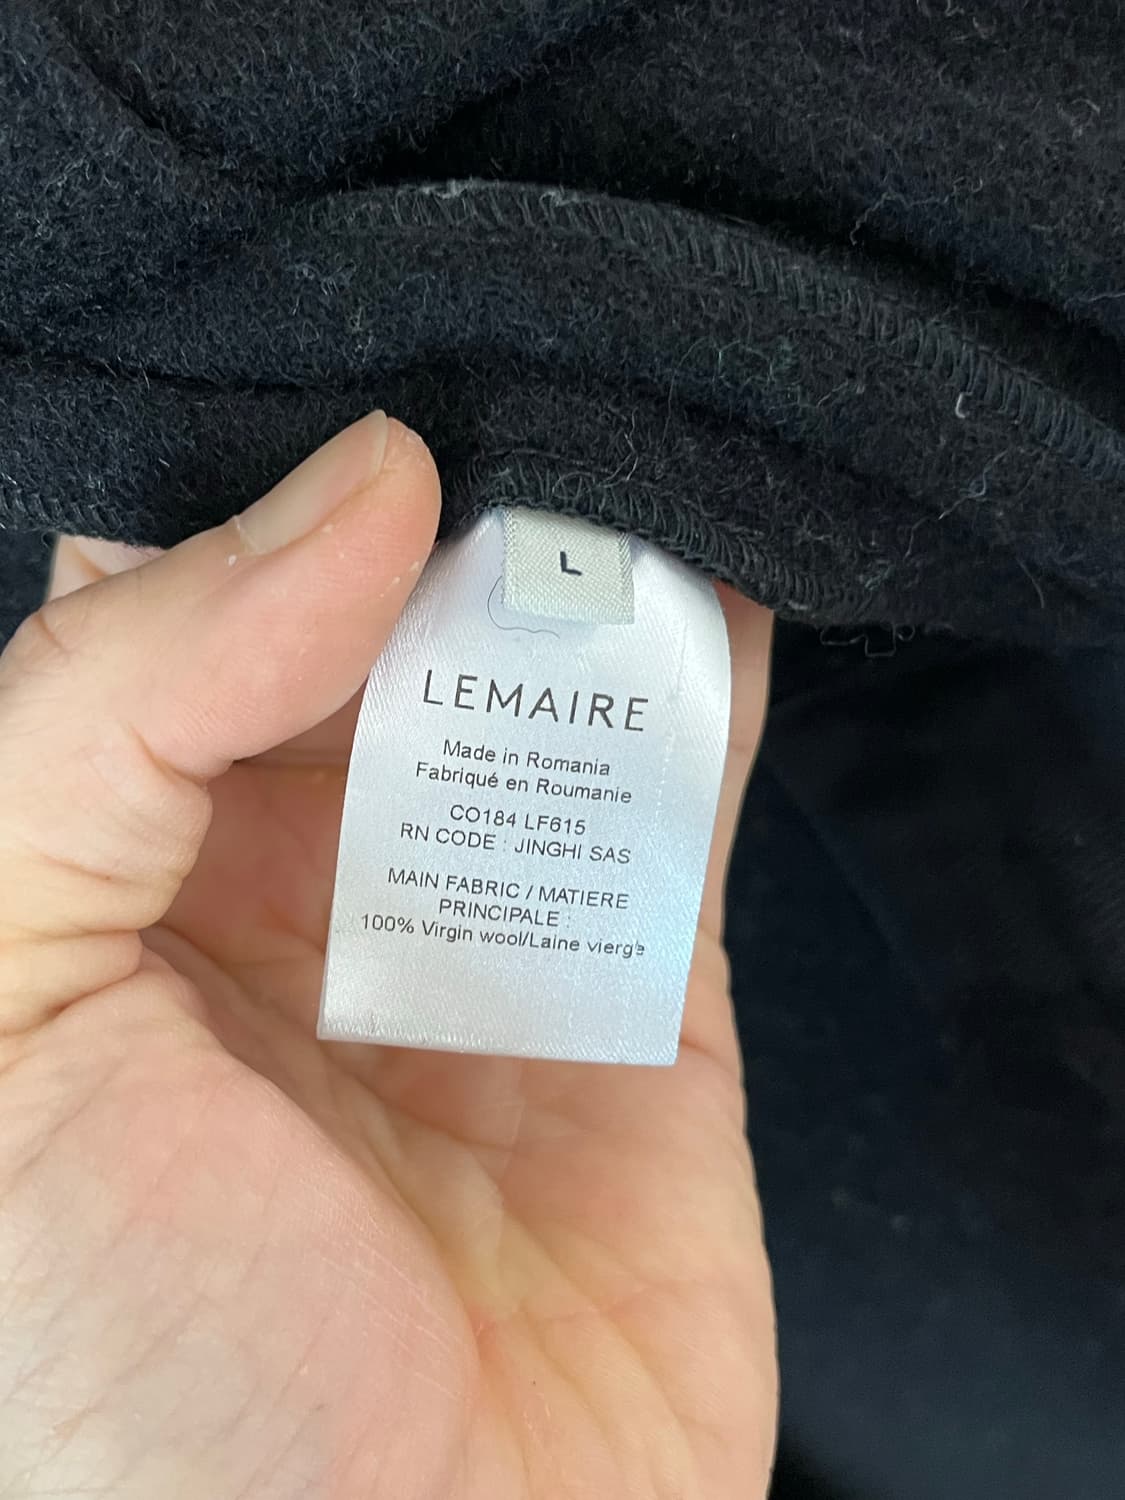 L
LEMAIRE
Made in Romania
Fabriqué en Roumanie
CO184 LF615
RN CODE : JINGHI SAS
MAIN FABRIC / MATIERE
PRINCIPALE :
100% Virgin wool/Laine vierge